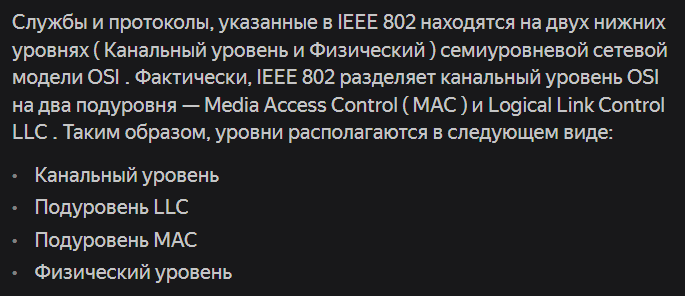 Службы и протоколы, указанные в IEEE 802 находятся на двух нижних
уровнях ( Канальный уровень и Физический ) семиуровневой сетевой
модели OSI . Фактически, IEEE 802 разделяет канальный уровень OSI
на два подуровня — Media Access Control ( MAC ) и Logical Link Control
LLC . Таким образом, уровни располагаются в следующем виде:
• Канальный уровень
• Подуровень LLC
• Подуровень MAC
• Физический уровень